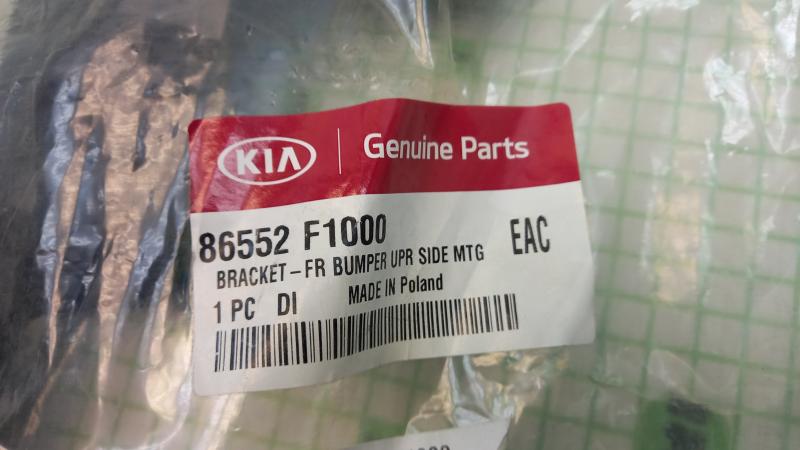 KIA Genuine Parts
86552 F1000 EAC
BRACKET-FR BUMPER UPR SIDE MTG
1 PC DI MADE IN Poland